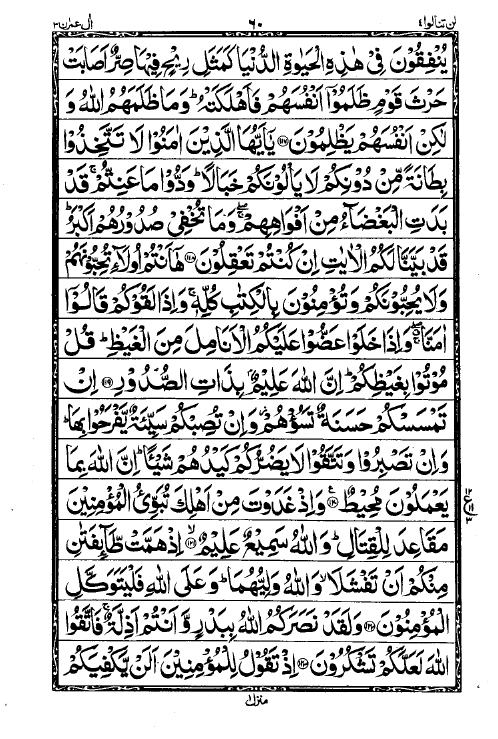 لن تنالوا ٤ ٦٠ ال عمرٰن ٣
يُنْفِقُوْنَ فِيْ هٰذِهِ الْحَيٰوةِ الدُّنْيَا كَمَثَلِ رِيْحٍ فِيْهَا صِرٌّ اَصَابَتْ
حَرْثَ قَوْمٍ ظَلَمُوْۤا اَنْفُسَهُمْ فَاَهْلَكَتْهُ ؕ وَمَا ظَلَمَهُمُ اللّٰهُ وَ
لٰكِنْ اَنْفُسَهُمْ يَظْلِمُوْنَ ﴿۱۱۷﴾ يٰۤاَيُّهَا الَّذِيْنَ اٰمَنُوْا لَا تَتَّخِذُوْا
بِطَانَةً مِّنْ دُوْنِكُمْ لَا يَاْلُوْنَكُمْ خَبَالًا ؕ وَدُّوْا مَا عَنِتُّمْ ۚ قَدْ
بَدَتِ الْبَغْضَآءُ مِنْ اَفْوَاهِهِمْ ۖۚ وَمَا تُخْفِيْ صُدُوْرُهُمْ اَكْبَرُ ؕ
قَدْ بَيَّنَّا لَكُمُ الْاٰيٰتِ اِنْ كُنْتُمْ تَعْقِلُوْنَ ﴿۱۱۸﴾ هٰۤاَنْتُمْ اُولَآءِ تُحِبُّوْنَهُمْ
وَلَا يُحِبُّوْنَكُمْ وَتُؤْمِنُوْنَ بِالْكِتٰبِ كُلِّهٖ ۚ وَاِذَا لَقُوْكُمْ قَالُوْۤا
اٰمَنَّا ۖۗۚ وَاِذَا خَلَوْا عَضُّوْا عَلَيْكُمُ الْاَنَامِلَ مِنَ الْغَيْظِ ؕ قُلْ
مُوْتُوْا بِغَيْظِكُمْ ؕ اِنَّ اللّٰهَ عَلِيْمٌۢ بِذَاتِ الصُّدُوْرِ ﴿۱۱۹﴾ اِنْ
تَمْسَسْكُمْ حَسَنَةٌ تَسُؤْهُمْ ؗ وَاِنْ تُصِبْكُمْ سَيِّئَةٌ يَّفْرَحُوْا بِهَا ؕ
وَاِنْ تَصْبِرُوْا وَتَتَّقُوْا لَا يَضُرُّكُمْ كَيْدُهُمْ شَيْـًٔا ؕ اِنَّ اللّٰهَ بِمَا
يَعْمَلُوْنَ مُحِيْطٌ ﴿۱۲۰﴾ وَاِذْ غَدَوْتَ مِنْ اَهْلِكَ تُبَوِّئُ الْمُؤْمِنِيْنَ
مَقَاعِدَ لِلْقِتَالِ ؕ وَاللّٰهُ سَمِيْعٌ عَلِيْمٌ ﴿۱۲۱﴾ اِذْ هَمَّتْ طَّآئِفَتٰنِ
مِنْكُمْ اَنْ تَفْشَلَا ۙ وَاللّٰهُ وَلِيُّهُمَا ؕ وَعَلَى اللّٰهِ فَلْيَتَوَكَّلِ
الْمُؤْمِنُوْنَ ﴿۱۲۲﴾ وَلَقَدْ نَصَرَكُمُ اللّٰهُ بِبَدْرٍ وَّاَنْتُمْ اَذِلَّةٌ ۚ فَاتَّقُوا
اللّٰهَ لَعَلَّكُمْ تَشْكُرُوْنَ ﴿۱۲۳﴾ اِذْ تَقُوْلُ لِلْمُؤْمِنِيْنَ اَلَنْ يَّكْفِيَكُمْ
منزل ١